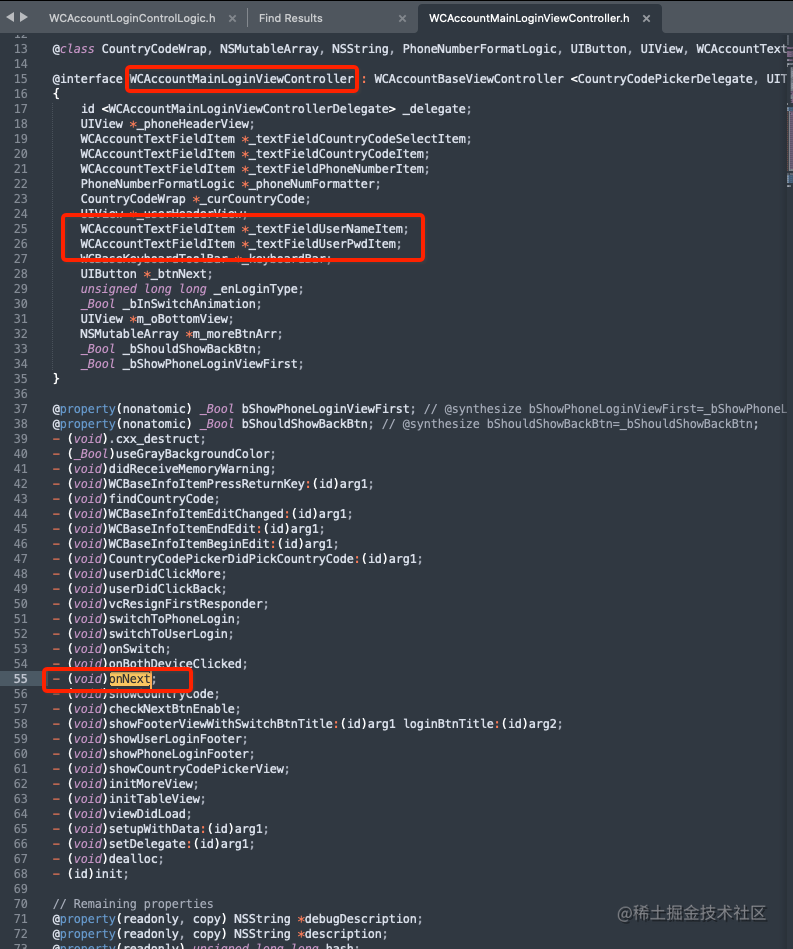 WCAccountLoginControlLogic.h × Find Results × WCAccountMainLoginViewController.h ×
12
13 @class CountryCodeWrap, NSMutableArray, NSString, PhoneNumberFormatLogic, UIButton, UIView, WCAccountText
14
15 @interface WCAccountMainLoginViewController : WCAccountBaseViewController <CountryCodePickerDelegate, UIT
16 {
17 id <WCAccountMainLoginViewControllerDelegate> _delegate;
18 UIView *_phoneHeaderView;
19 WCAccountTextFieldItem *_textFieldCountryCodeSelectItem;
20 WCAccountTextFieldItem *_textFieldCountryCodeItem;
21 WCAccountTextFieldItem *_textFieldPhoneNumberItem;
22 PhoneNumberFormatLogic *_phoneNumFormatter;
23 CountryCodeWrap *_curCountryCode;
24 UIView *_userHeaderView;
25 WCAccountTextFieldItem *_textFieldUserNameItem;
26 WCAccountTextFieldItem *_textFieldUserPwdItem;
27 WCBaseKeyboardToolBar *_keyboardBar;
28 UIButton *_btnNext;
29 unsigned long long _enLoginType;
30 _Bool _bInSwitchAnimation;
31 UIView *m_oBottomView;
32 NSMutableArray *m_moreBtnArr;
33 _Bool _bShouldShowBackBtn;
34 _Bool _bShowPhoneLoginViewFirst;
35 }
36
37 @property(nonatomic) _Bool bShowPhoneLoginViewFirst; // @synthesize bShowPhoneLoginViewFirst=_bShowPhoneL
38 @property(nonatomic) _Bool bShouldShowBackBtn; // @synthesize bShouldShowBackBtn=_bShouldShowBackBtn;
39 - (void).cxx_destruct;
40 - (_Bool)useGrayBackgroundColor;
41 - (void)didReceiveMemoryWarning;
42 - (void)WCBaseInfoItemPressReturnKey:(id)arg1;
43 - (void)findCountryCode;
44 - (void)WCBaseInfoItemEditChanged:(id)arg1;
45 - (void)WCBaseInfoItemEndEdit:(id)arg1;
46 - (void)WCBaseInfoItemBeginEdit:(id)arg1;
47 - (void)CountryCodePickerDidPickCountryCode:(id)arg1;
48 - (void)userDidClickMore;
49 - (void)userDidClickBack;
50 - (void)vcResignFirstResponder;
51 - (void)switchToPhoneLogin;
52 - (void)switchToUserLogin;
53 - (void)onSwitch;
54 - (void)onBothDeviceClicked;
55 - (void)onNext;
56 - (void)showCountryCode;
57 - (void)checkNextBtnEnable;
58 - (void)showFooterViewWithSwitchBtnTitle:(id)arg1 loginBtnTitle:(id)arg2;
59 - (void)showUserLoginFooter;
60 - (void)showPhoneLoginFooter;
61 - (void)showCountryCodePickerView;
62 - (void)initMoreView;
63 - (void)initTableView;
64 - (void)viewDidLoad;
65 - (void)setupWithData:(id)arg1;
66 - (void)setDelegate:(id)arg1;
67 - (void)dealloc;
68 - (id)init;
69
70 // Remaining properties
71 @property(readonly, copy) NSString *debugDescription;
72 @property(readonly, copy) NSString *description;
73 @property(readonly) unsigned long long hash;
@稀土掘金技术社区